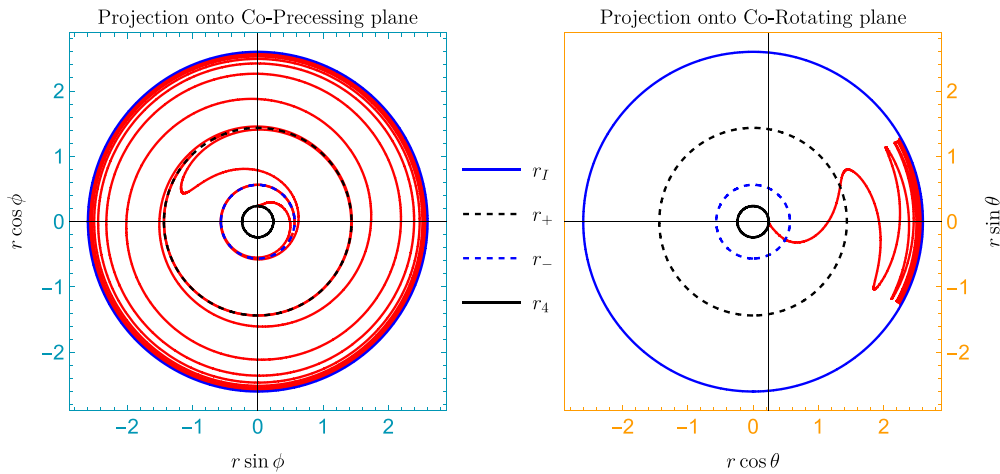 Projection onto Co-Precessing plane
2
1
0
−1
−2
−2
−1
0
1
2
r cos ϕ
r sin ϕ
r_I
r_+
r_−
r_4
Projection onto Co-Rotating plane
2
1
0
−1
−2
−2
−1
0
1
2
r sin θ
r cos θ